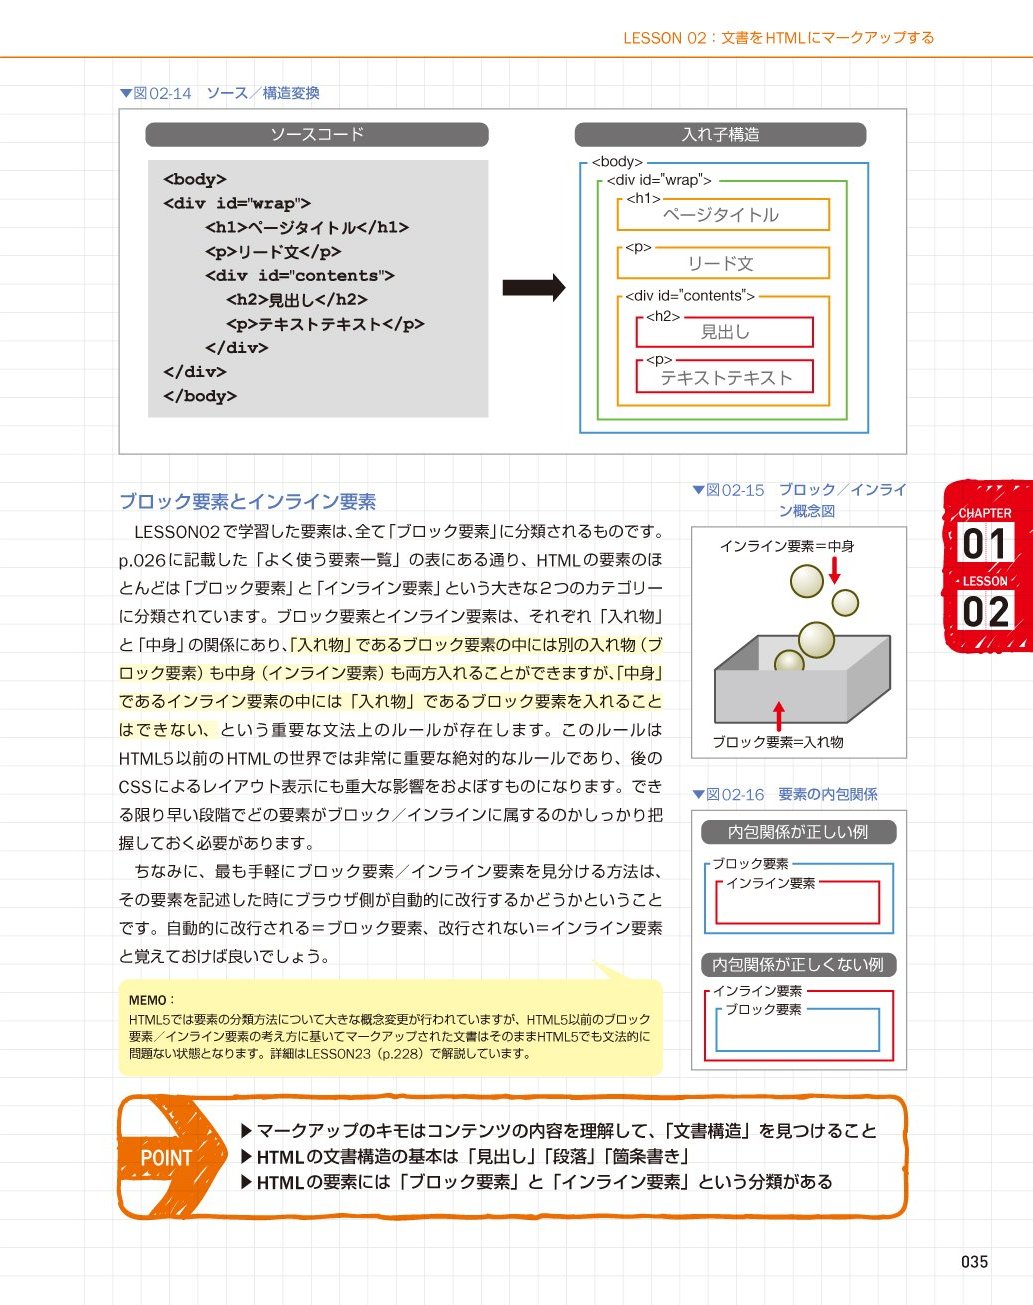 LESSON 02：文書をHTMLにマークアップする
▼図02-14　ソース／構造変換
ソースコード
<body>
<div id="wrap">
<h1>ページタイトル</h1>
<p>リード文</p>
<div id="contents">
<h2>見出し</h2>
<p>テキストテキスト</p>
</div>
</div>
</body>
入れ子構造
<body>
<div id="wrap">
<h1>
ページタイトル
<p>
リード文
<div id="contents">
<h2>
見出し
<p>
テキストテキスト
ブロック要素とインライン要素
LESSON02で学習した要素は、全て「ブロック要素」に分類されるものです。
p.026に記載した「よく使う要素一覧」の表にある通り、HTMLの要素のほ
とんどは「ブロック要素」と「インライン要素」という大きな2つのカテゴリー
に分類されています。ブロック要素とインライン要素は、それぞれ「入れ物」
と「中身」の関係にあり、「入れ物」であるブロック要素の中には別の入れ物（ブ
ロック要素）も中身（インライン要素）も両方入れることができますが、「中身」
であるインライン要素の中には「入れ物」であるブロック要素を入れること
はできない、という重要な文法上のルールが存在します。このルールは
HTML5以前のHTMLの世界では非常に重要な絶対的なルールであり、後の
CSSによるレイアウト表示にも重大な影響をおよぼすものになります。でき
る限り早い段階でどの要素がブロック／インラインに属するのかしっかり把
握しておく必要があります。
ちなみに、最も手軽にブロック要素／インライン要素を見分ける方法は、
その要素を記述した時にブラウザ側が自動的に改行するかどうかということ
です。自動的に改行される＝ブロック要素、改行されない＝インライン要素
と覚えておけば良いでしょう。
MEMO：
HTML5では要素の分類方法について大きな概念変更が行われていますが、HTML5以前のブロック
要素／インライン要素の考え方に基いてマークアップされた文書はそのままHTML5でも文法的に
問題ない状態となります。詳細はLESSON23（p.228）で解説しています。
▼図02-15　ブロック／インライ
ン概念図
インライン要素＝中身
ブロック要素=入れ物
▼図02-16　要素の内包関係
内包関係が正しい例
ブロック要素
インライン要素
内包関係が正しくない例
インライン要素
ブロック要素
CHAPTER
01
LESSON
02
POINT
▶マークアップのキモはコンテンツの内容を理解して、「文書構造」を見つけること
▶HTMLの文書構造の基本は「見出し」「段落」「箇条書き」
▶HTMLの要素には「ブロック要素」と「インライン要素」という分類がある
035